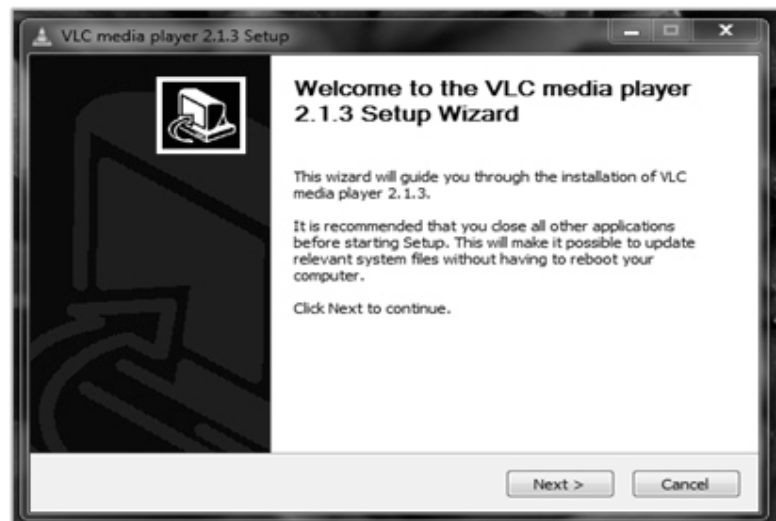 VLC media player 2.1.3 Setup
Welcome to the VLC media player
2.1.3 Setup Wizard
This wizard will guide you through the installation of VLC
media player 2.1.3.
It is recommended that you close all other applications
before starting Setup. This will make it possible to update
relevant system files without having to reboot your
computer.
Click Next to continue.
Next >
Cancel